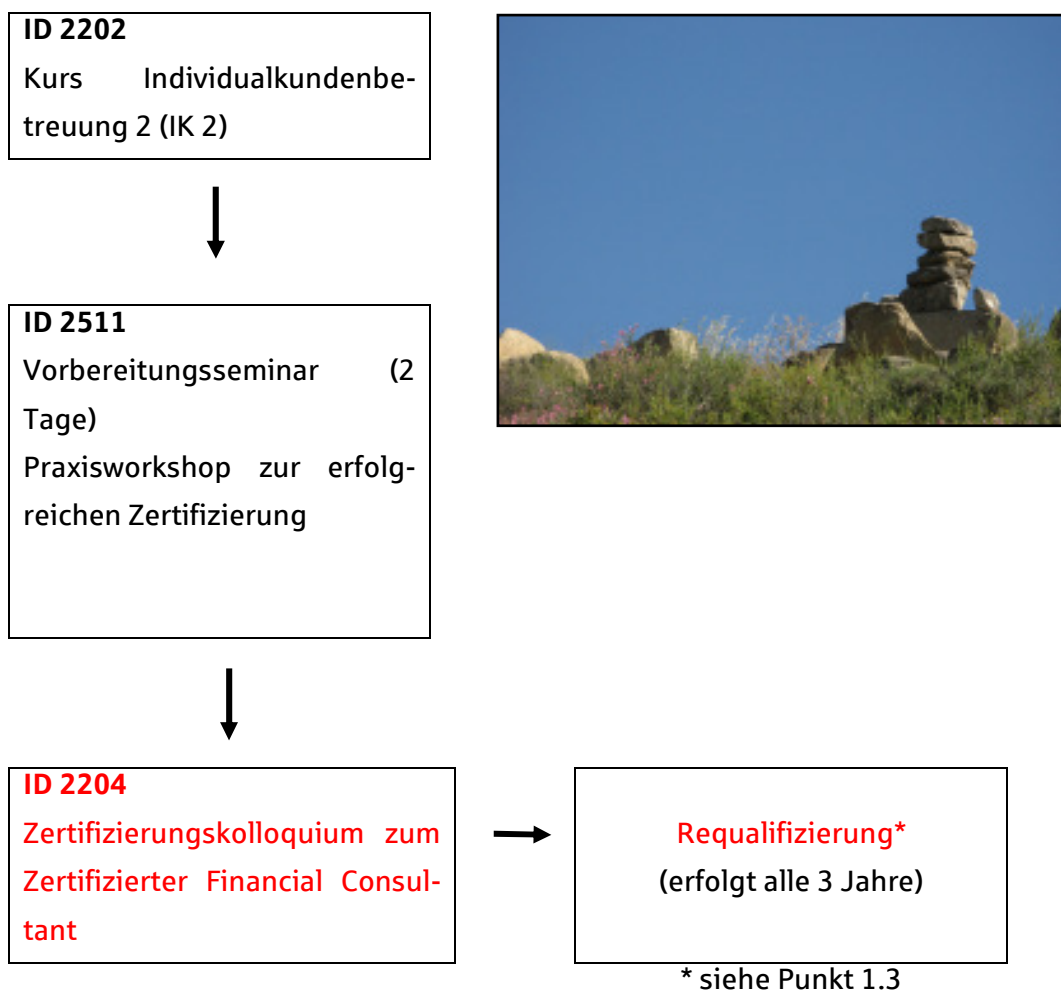 ID 2202
Kurs Individualkundenbe-
treuung 2 (IK 2)
ID 2511
Vorbereitungsseminar (2
Tage)
Praxisworkshop zur erfolg-
reichen Zertifizierung
ID 2204
Zertifizierungskolloquium zum
Zertifizierter Financial Consul-
tant
Requalifizierung*
(erfolgt alle 3 Jahre)
* siehe Punkt 1.3